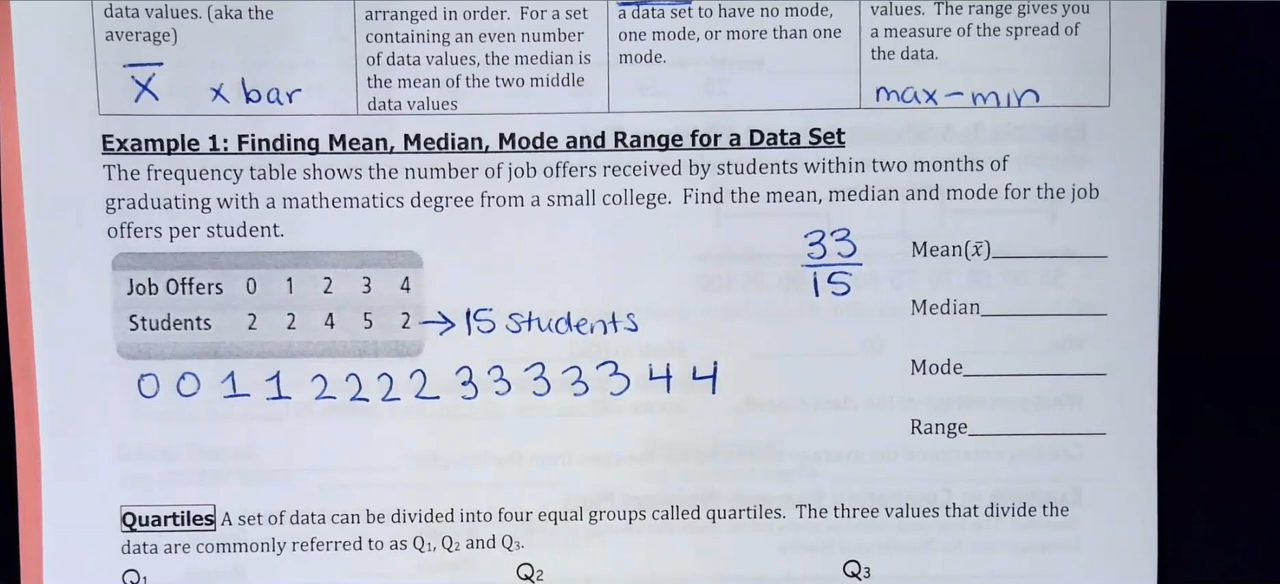 data values. (aka the
average)
X̄ x bar
arranged in order. For a set
containing an even number
of data values, the median is
the mean of the two middle
data values
a data set to have no mode,
one mode, or more than one
mode.
values. The range gives you
a measure of the spread of
the data.
max-min
Example 1: Finding Mean, Median, Mode and Range for a Data Set
The frequency table shows the number of job offers received by students within two months of
graduating with a mathematics degree from a small college. Find the mean, median and mode for the job
offers per student.
Job Offers 0 1 2 3 4
Students 2 2 4 5 2 → 15 students
0 0 1 1 2 2 2 2 3 3 3 3 3 4 4
33
15
Mean(x̄)__________
Median__________
Mode__________
Range__________
Quartiles A set of data can be divided into four equal groups called quartiles. The three values that divide the
data are commonly referred to as Q₁, Q₂ and Q₃.
Q1 Q2 Q3